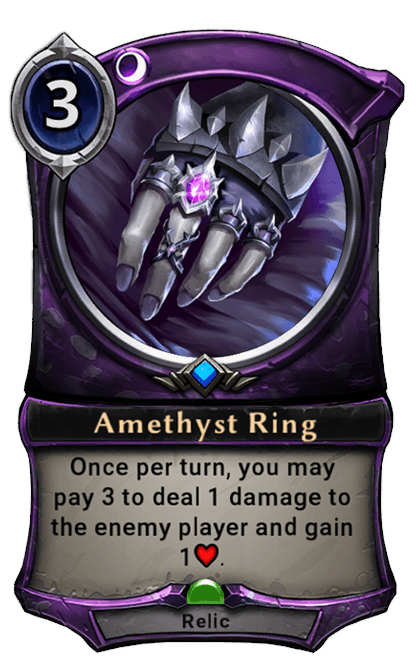 3
Amethyst Ring
Once per turn, you may
pay 3 to deal 1 damage to
the enemy player and gain
1❤.
Relic